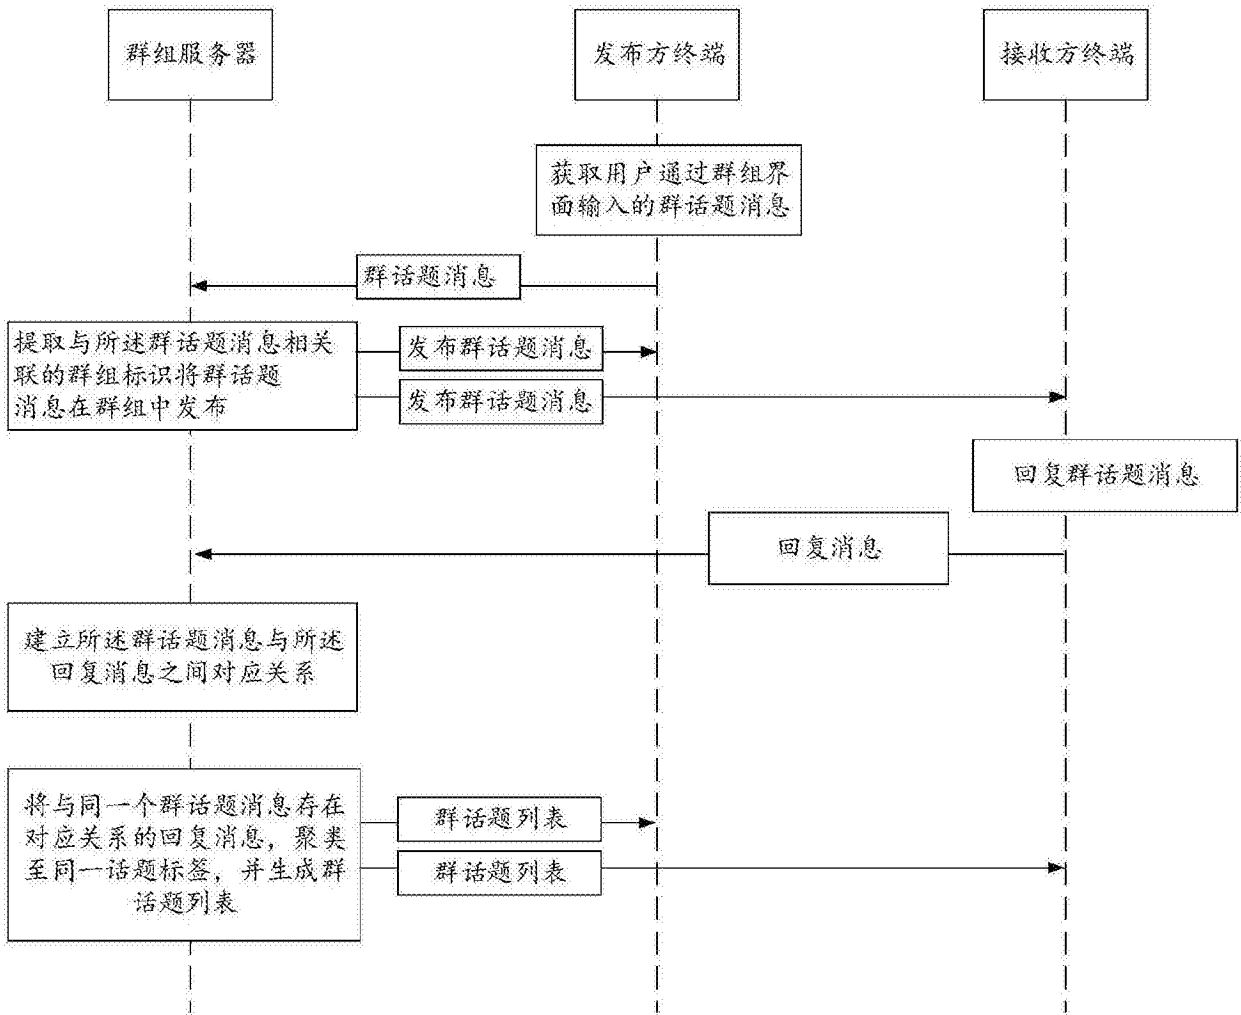 群组服务器
发布方终端
接收方终端
获取用户通过群组界
面输入的群话题消息
群话题消息
提取与所述群话题消息相关
联的群组标识将群话题
消息在群组中发布
发布群话题消息
发布群话题消息
回复群话题消息
回复消息
建立所述群话题消息与所述
回复消息之间对应关系
将与同一个群话题消息存在
对应关系的回复消息，聚类
至同一话题标签，并生成群
话题列表
群话题列表
群话题列表